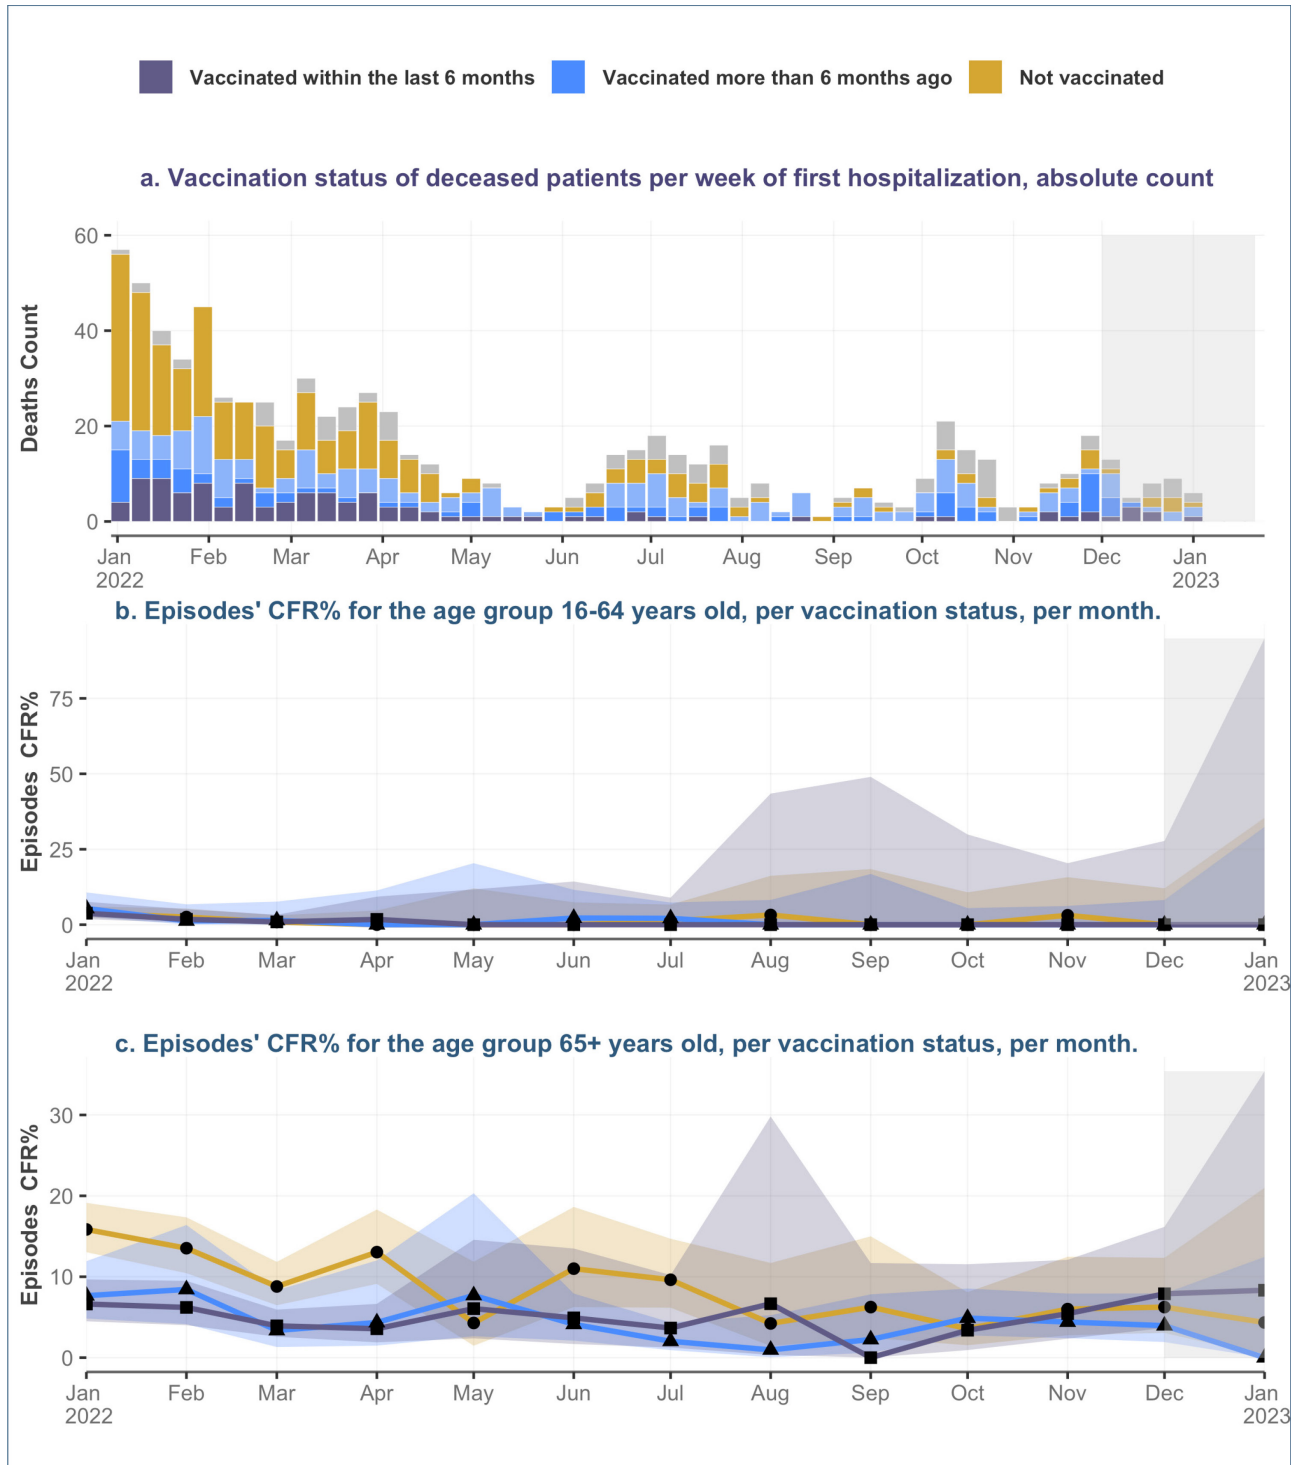 Vaccinated within the last 6 months Vaccinated more than 6 months ago Not vaccinated
a. Vaccination status of deceased patients per week of first hospitalization, absolute count
Deaths Count
60
40
20
0
Jan Feb Mar Apr May Jun Jul Aug Sep Oct Nov Dec Jan
2022 2023
b. Episodes' CFR% for the age group 16-64 years old, per vaccination status, per month.
Episodes CFR%
75
50
25
0
Jan Feb Mar Apr May Jun Jul Aug Sep Oct Nov Dec Jan
2022 2023
c. Episodes' CFR% for the age group 65+ years old, per vaccination status, per month.
Episodes CFR%
30
20
10
0
Jan Feb Mar Apr May Jun Jul Aug Sep Oct Nov Dec Jan
2022 2023